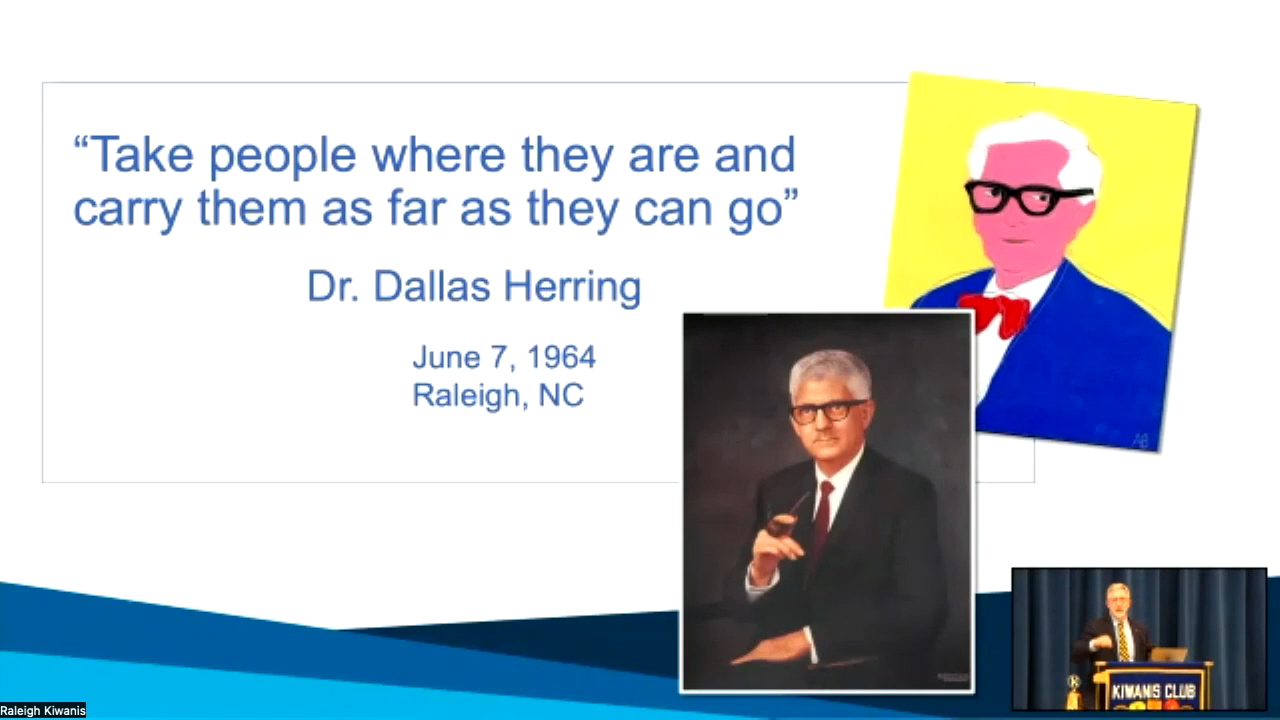 “Take people where they are and
carry them as far as they can go”
Dr. Dallas Herring
June 7, 1964
Raleigh, NC
AB
KIWANIS CLUB
Raleigh Kiwanis